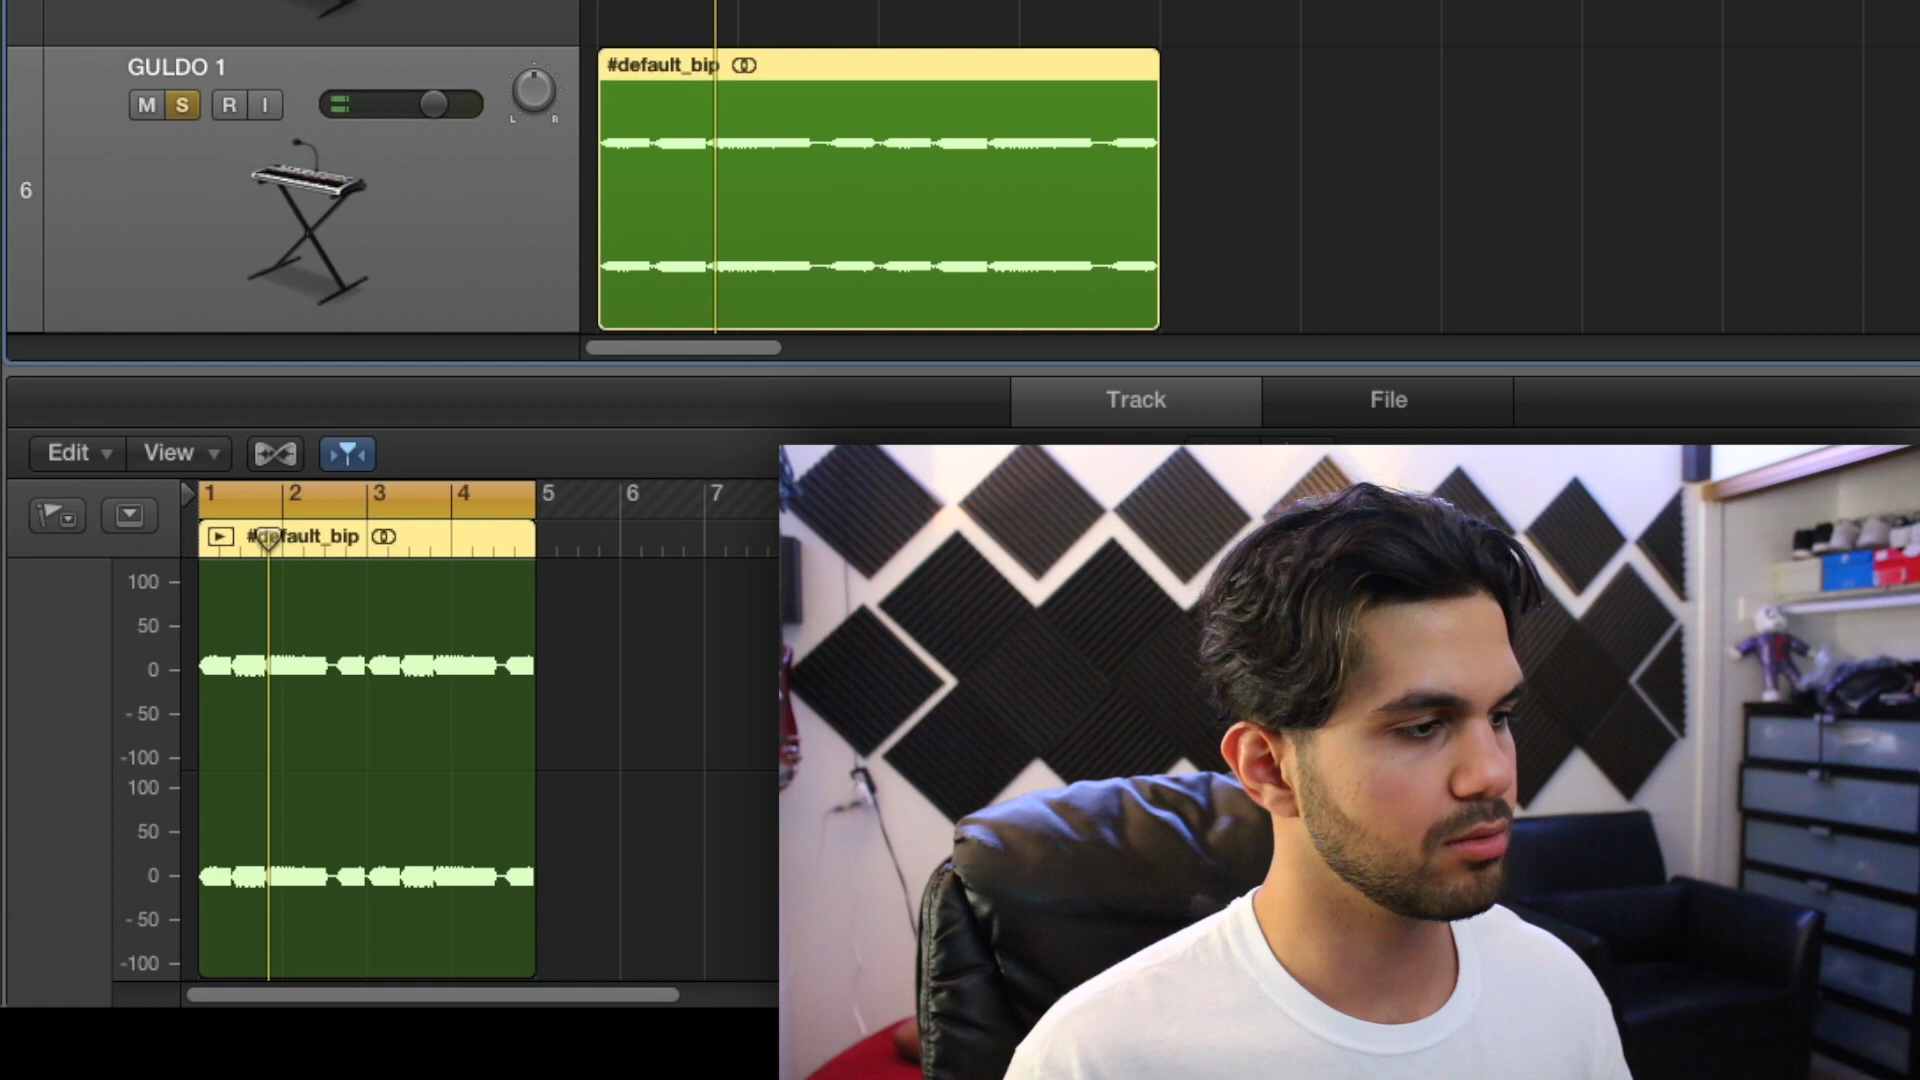 GULDO 1
M S R I
L R
6
#default_bip
Track File
Edit View
1 2 3 4 5 6 7
#default_bip
100
50
0
- 50
-100
100
50
0
- 50
-100